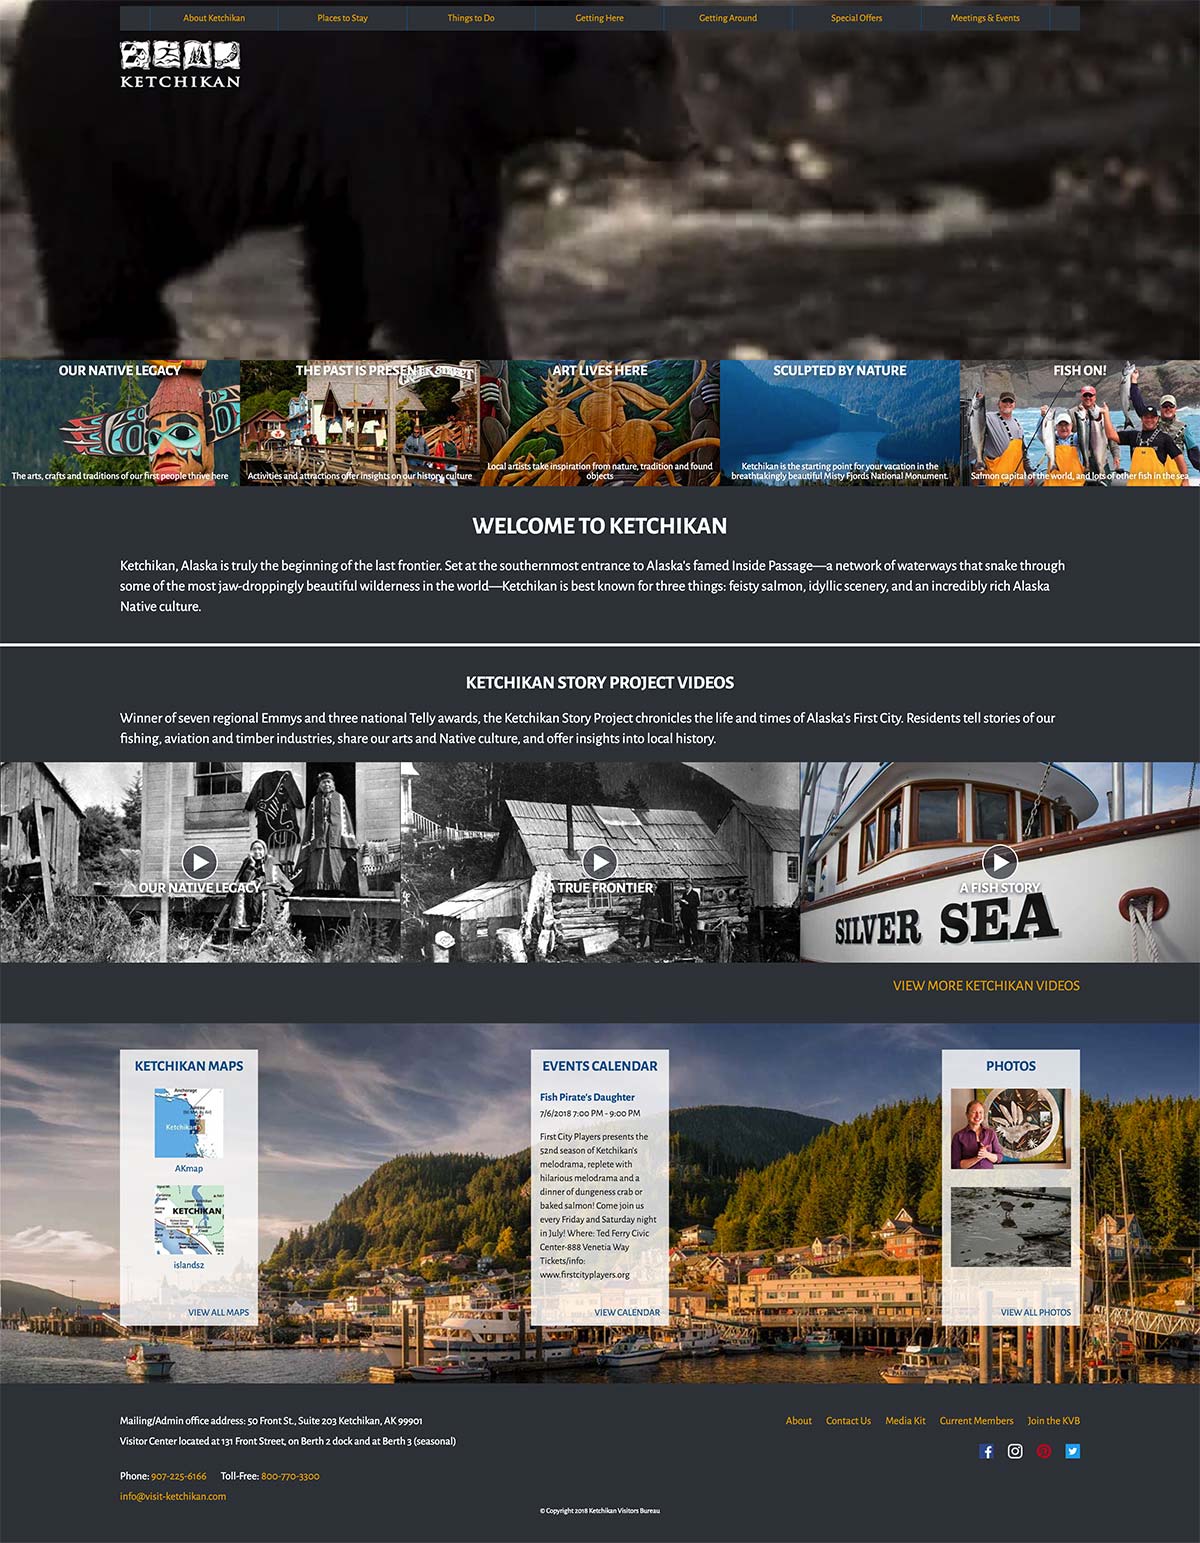 About Ketchikan
Places to Stay
Things to Do
Getting Here
Getting Around
Special Offers
Meetings & Events
KETCHIKAN
OUR NATIVE LEGACY
The arts, crafts and traditions of our first people thrive here
THE PAST IS PRESENT
CREEK STREET
Activities and attractions offer insights on our history, culture
ART LIVES HERE
Local artists take inspiration from nature, tradition and found
objects
SCULPTED BY NATURE
Ketchikan is the starting point for your vacation in the
breathtakingly beautiful Misty Fjords National Monument.
FISH ON!
Salmon capital of the world, and lots of other fish in the sea
WELCOME TO KETCHIKAN
Ketchikan, Alaska is truly the beginning of the last frontier. Set at the southernmost entrance to Alaska's famed Inside Passage—a network of waterways that snake through
some of the most jaw-droppingly beautiful wilderness in the world—Ketchikan is best known for three things: feisty salmon, idyllic scenery, and an incredibly rich Alaska
Native culture.
KETCHIKAN STORY PROJECT VIDEOS
Winner of seven regional Emmys and three national Telly awards, the Ketchikan Story Project chronicles the life and times of Alaska's First City. Residents tell stories of our
fishing, aviation and timber industries, share our arts and Native culture, and offer insights into local history.
OUR NATIVE LEGACY
A TRUE FRONTIER
A FISH STORY
SILVER SEA
VIEW MORE KETCHIKAN VIDEOS
KETCHIKAN MAPS
Anchorage
Juneau
Ketchikan
AKmap
KETCHIKAN
islandsz
VIEW ALL MAPS
EVENTS CALENDAR
Fish Pirate's Daughter
7/6/2018 7:00 PM - 9:00 PM
First City Players presents the
52nd season of Ketchikan's
melodrama, replete with
hilarious melodrama and a
dinner of dungeness crab or
baked salmon! Come join us
every Friday and Saturday night
in July! Where: Ted Ferry Civic
Center-888 Venetia Way
Tickets/info:
www.firstcityplayers.org
VIEW CALENDAR
PHOTOS
VIEW ALL PHOTOS
Mailing/Admin office address: 50 Front St., Suite 203 Ketchikan, AK 99901
Visitor Center located at 131 Front Street, on Berth 2 dock and at Berth 3 (seasonal)
Phone: 907-225-6166 Toll-Free: 800-770-3300
info@visit-ketchikan.com
About
Contact Us
Media Kit
Current Members
Join the KVB
© Copyright 2018 Ketchikan Visitors Bureau